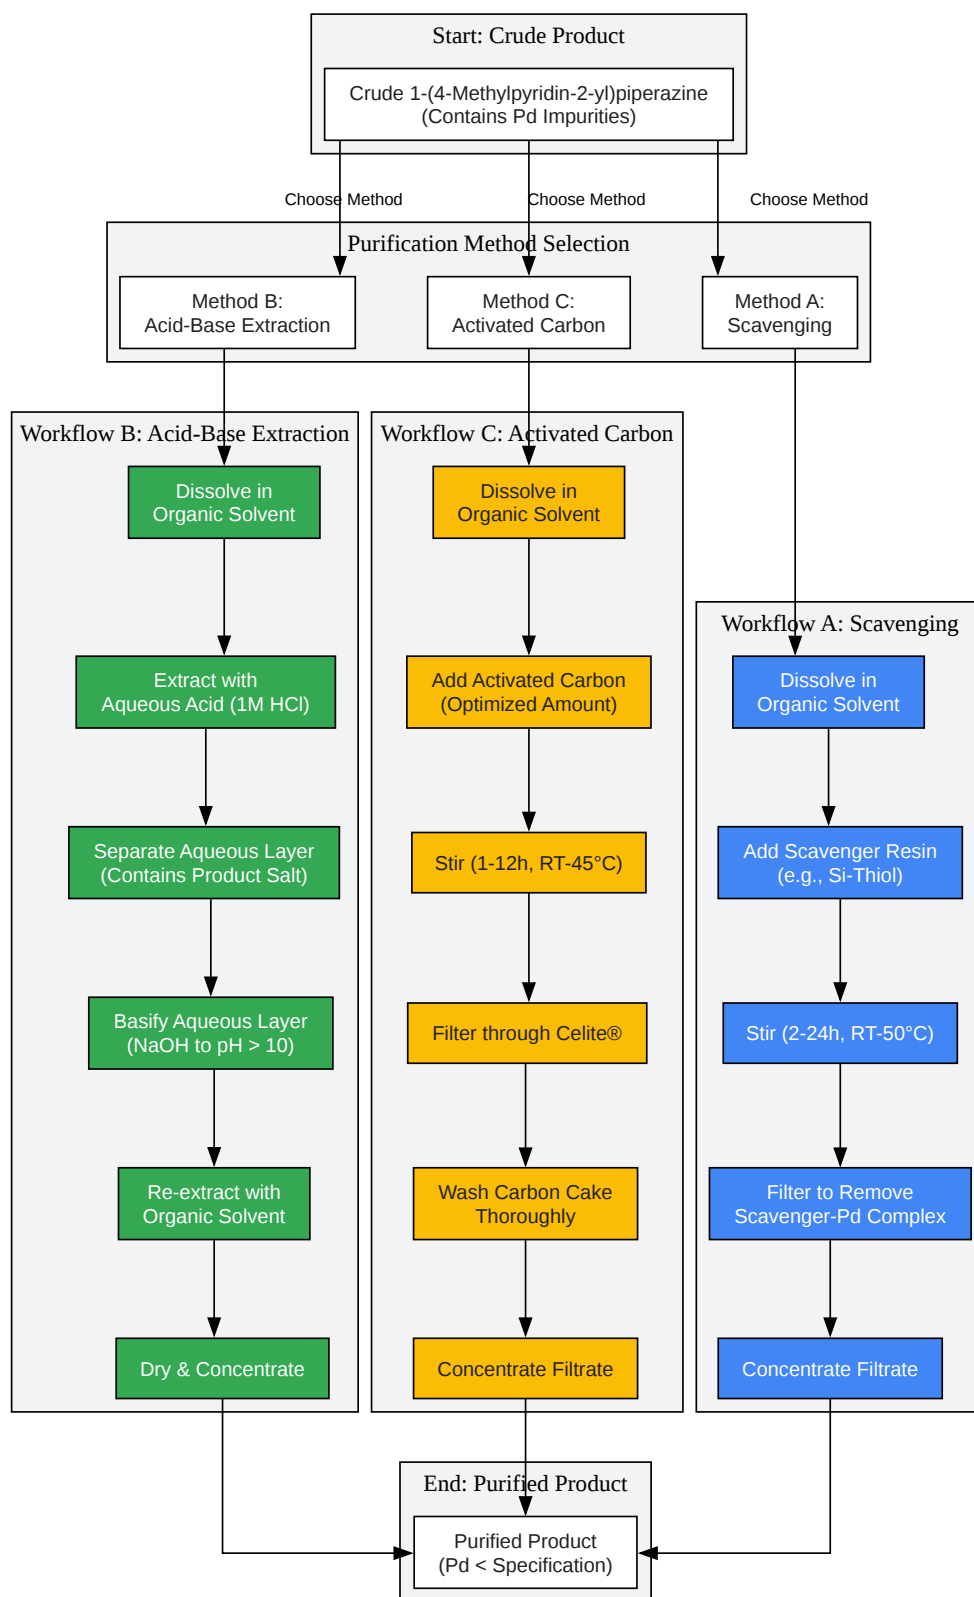 Start: Crude Product
Crude 1-(4-Methylpyridin-2-yl)piperazine
(Contains Pd Impurities)
Choose Method
Choose Method
Choose Method
Purification Method Selection
Method B:
Acid-Base Extraction
Method C:
Activated Carbon
Method A:
Scavenging
Workflow B: Acid-Base Extraction
Dissolve in
Organic Solvent
Extract with
Aqueous Acid (1M HCl)
Separate Aqueous Layer
(Contains Product Salt)
Basify Aqueous Layer
(NaOH to pH > 10)
Re-extract with
Organic Solvent
Dry & Concentrate
Workflow C: Activated Carbon
Dissolve in
Organic Solvent
Add Activated Carbon
(Optimized Amount)
Stir (1-12h, RT-45°C)
Filter through Celite®
Wash Carbon Cake
Thoroughly
Concentrate Filtrate
Workflow A: Scavenging
Dissolve in
Organic Solvent
Add Scavenger Resin
(e.g., Si-Thiol)
Stir (2-24h, RT-50°C)
Filter to Remove
Scavenger-Pd Complex
Concentrate Filtrate
End: Purified Product
Purified Product
(Pd < Specification)